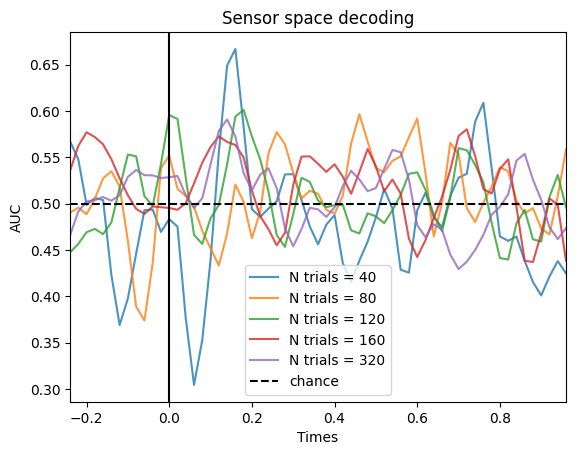 Sensor space decoding
AUC
0.65
0.60
0.55
0.50
0.45
0.40
0.35
0.30
N trials = 40
N trials = 80
N trials = 120
N trials = 160
N trials = 320
chance
−0.2 0.0 0.2 0.4 0.6 0.8
Times